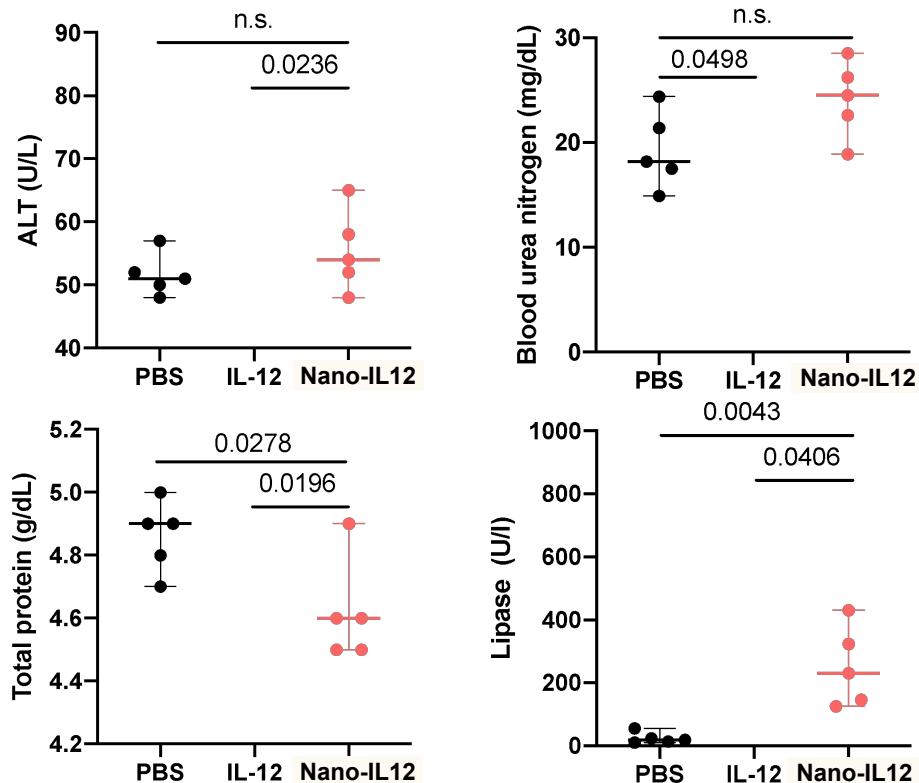 n.s.
0.0236
90
80
70
60
50
40
ALT (U/L)
PBS IL-12 Nano-IL12
n.s.
0.0498
30
20
10
0
Blood urea nitrogen (mg/dL)
PBS IL-12 Nano-IL12
0.0278
0.0196
5.2
5.0
4.8
4.6
4.4
4.2
Total protein (g/dL)
PBS IL-12 Nano-IL12
0.0043
0.0406
1000
800
600
400
200
0
Lipase (U/l)
PBS IL-12 Nano-IL12